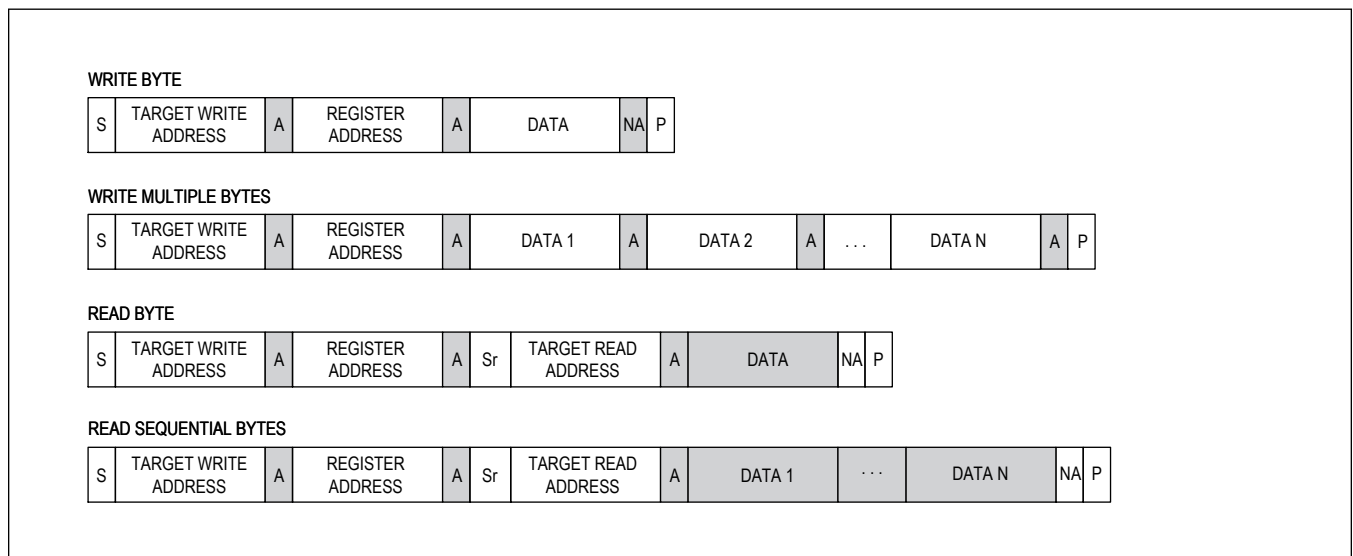 WRITE BYTE
S TARGET WRITE ADDRESS A REGISTER ADDRESS A DATA NA P
WRITE MULTIPLE BYTES
S TARGET WRITE ADDRESS A REGISTER ADDRESS A DATA 1 A DATA 2 A . . . DATA N A P
READ BYTE
S TARGET WRITE ADDRESS A REGISTER ADDRESS A Sr TARGET READ ADDRESS A DATA NA P
READ SEQUENTIAL BYTES
S TARGET WRITE ADDRESS A REGISTER ADDRESS A Sr TARGET READ ADDRESS A DATA 1 . . . DATA N NA P